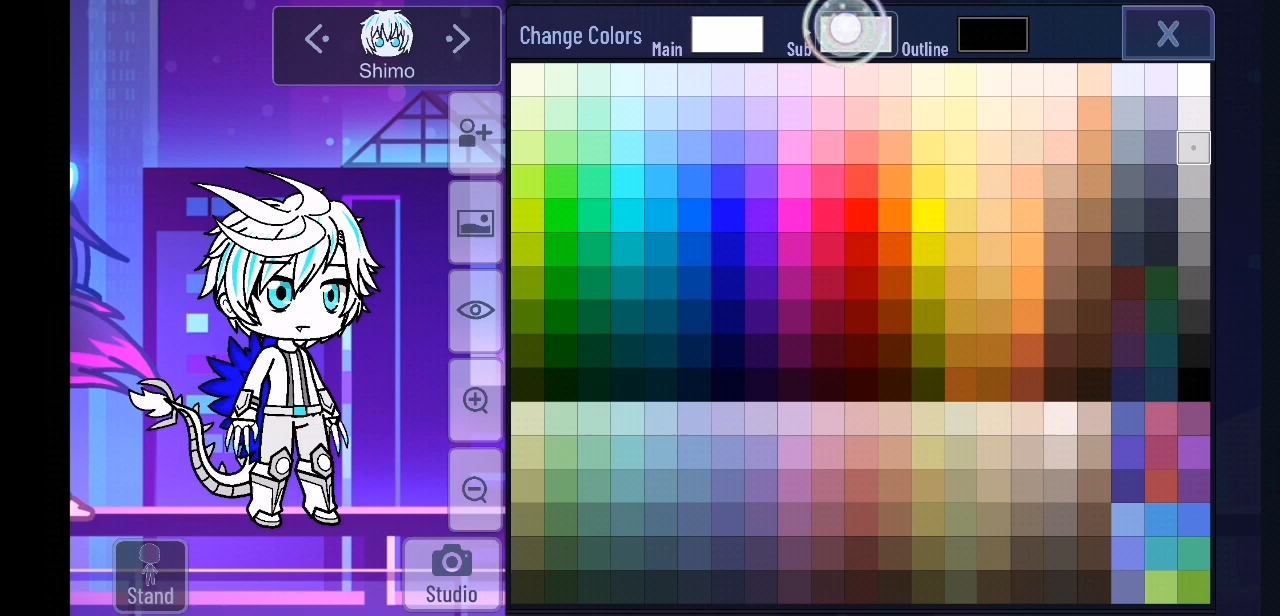 Change Colors
Main
Sub
Outline
X
Shimo
Stand
Studio